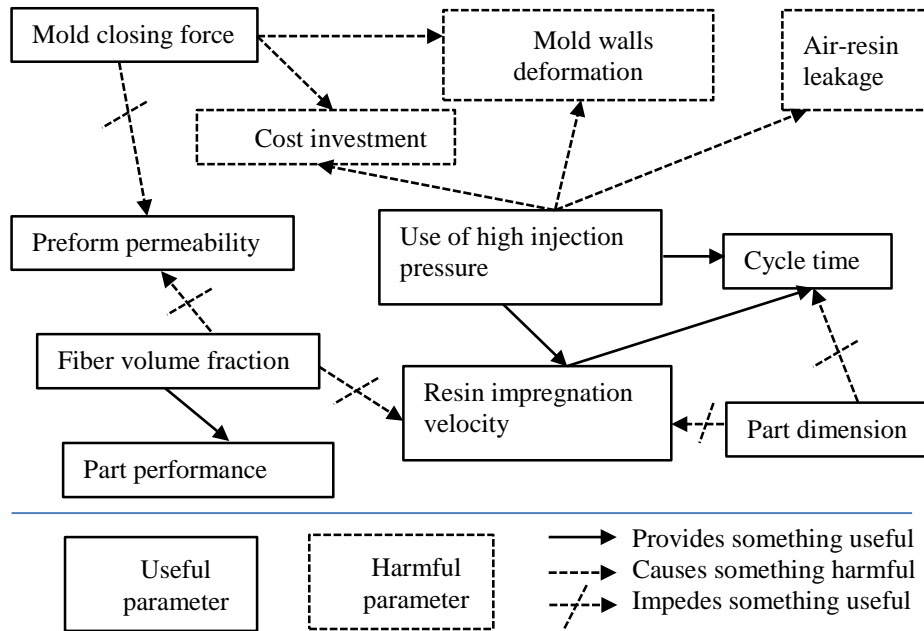 Mold closing force
Mold walls
deformation
Air-resin
leakage
Cost investment
Preform permeability
Use of high injection
pressure
Cycle time
Fiber volume fraction
Resin impregnation
velocity
Part dimension
Part performance
Useful
parameter
Harmful
parameter
Provides something useful
Causes something harmful
Impedes something useful